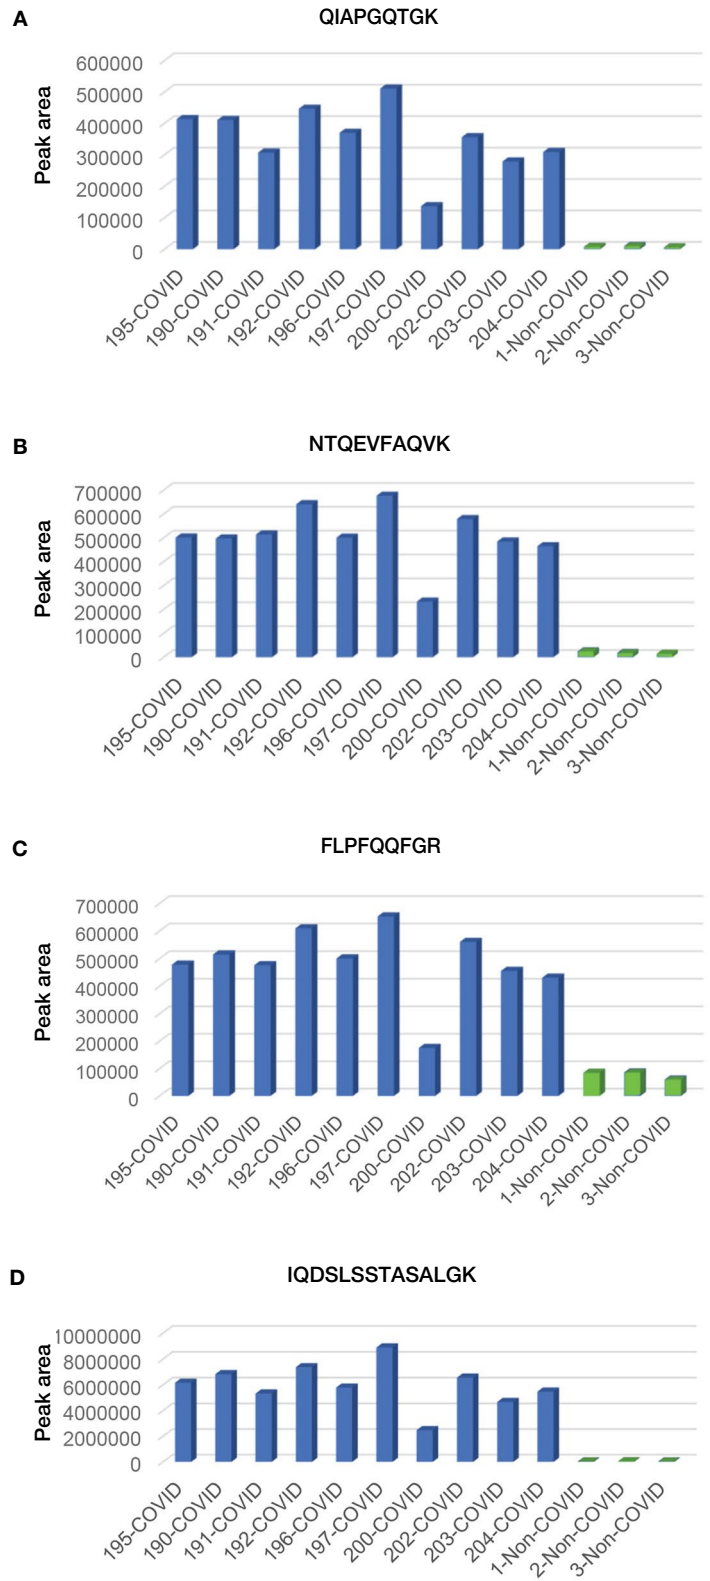 A
QIAPGQTGK
Peak area
600000
500000
400000
300000
200000
100000
0
195-COVID
190-COVID
191-COVID
192-COVID
196-COVID
197-COVID
200-COVID
202-COVID
203-COVID
204-COVID
1-Non-COVID
2-Non-COVID
3-Non-COVID
B
NTQEVFAQVK
Peak area
700000
600000
500000
400000
300000
200000
100000
0
195-COVID
190-COVID
191-COVID
192-COVID
196-COVID
197-COVID
200-COVID
202-COVID
203-COVID
204-COVID
1-Non-COVID
2-Non-COVID
3-Non-COVID
C
FLPFQQFGR
Peak area
700000
600000
500000
400000
300000
200000
100000
0
195-COVID
190-COVID
191-COVID
192-COVID
196-COVID
197-COVID
200-COVID
202-COVID
203-COVID
204-COVID
1-Non-COVID
2-Non-COVID
3-Non-COVID
D
IQDSLSSTASALGK
Peak area
10000000
8000000
6000000
4000000
2000000
0
195-COVID
190-COVID
191-COVID
192-COVID
196-COVID
197-COVID
200-COVID
202-COVID
203-COVID
204-COVID
1-Non-COVID
2-Non-COVID
3-Non-COVID